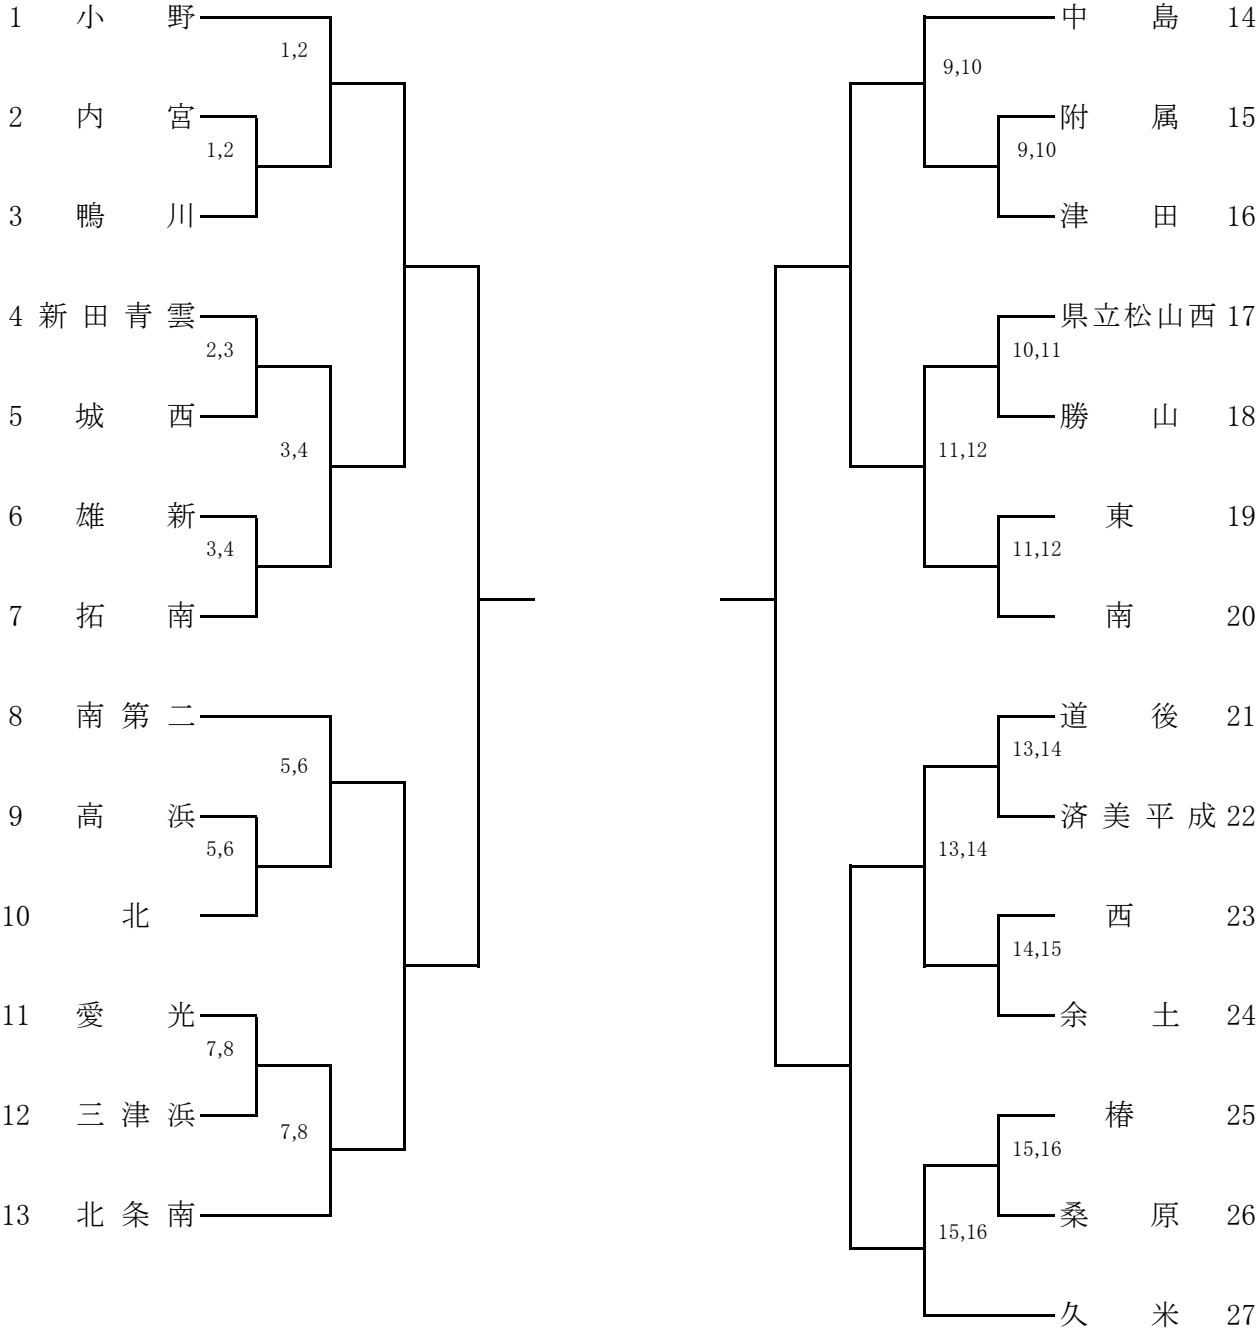 1 小野
1,2
2 内宮
1,2
3 鴨川
4 新田青雲
2,3
5 城西
3,4
6 雄新
3,4
7 拓南
8 南第二
5,6
9 高浜
5,6
10 北
11 愛光
7,8
12 三津浜
7,8
13 北条南
中島 14
9,10
附属 15
9,10
津田 16
県立松山西 17
10,11
勝山 18
11,12
東 19
11,12
南 20
道後 21
13,14
済美平成 22
13,14
西 23
14,15
余土 24
椿 25
15,16
桑原 26
15,16
久米 27